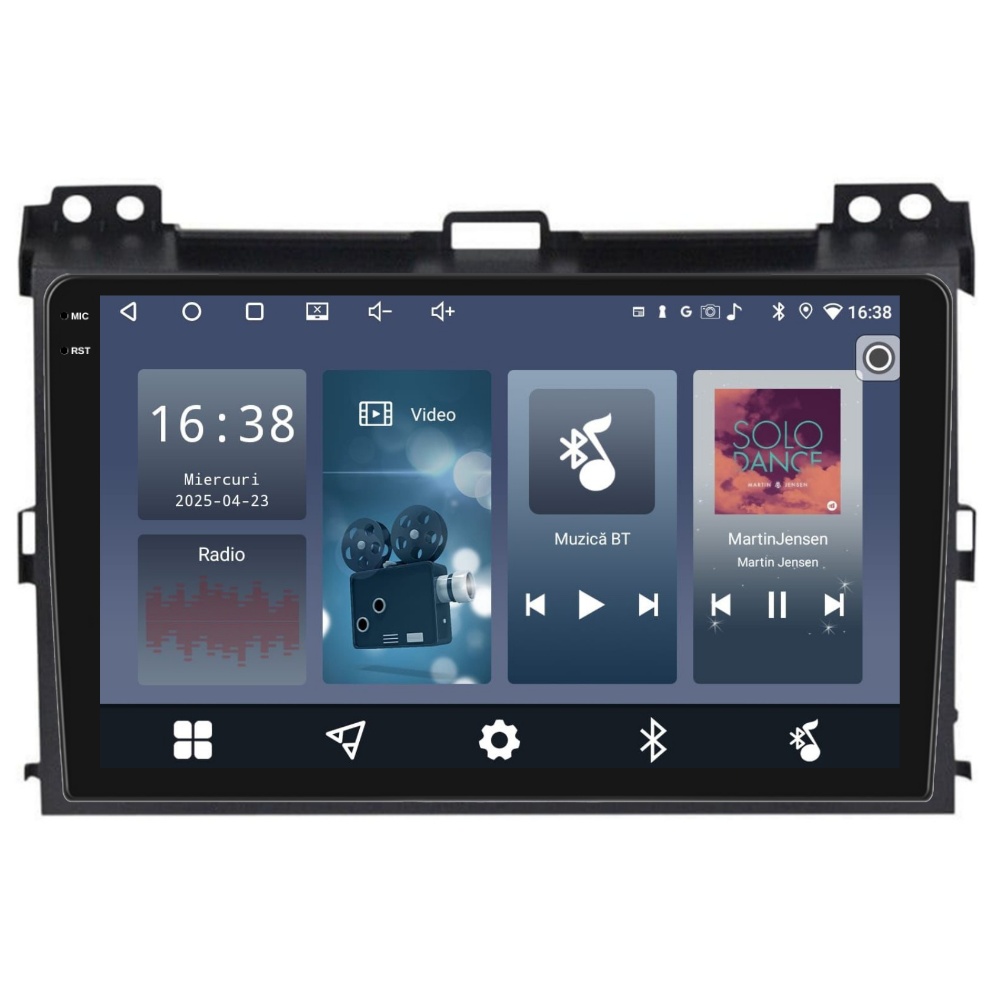 MIC
RST
G
16:38
16:38
Miercuri
2025-04-23
Radio
Video
Muzică BT
SOLO
DANCE
MARTIN JENSEN
MartinJensen
Martin Jensen